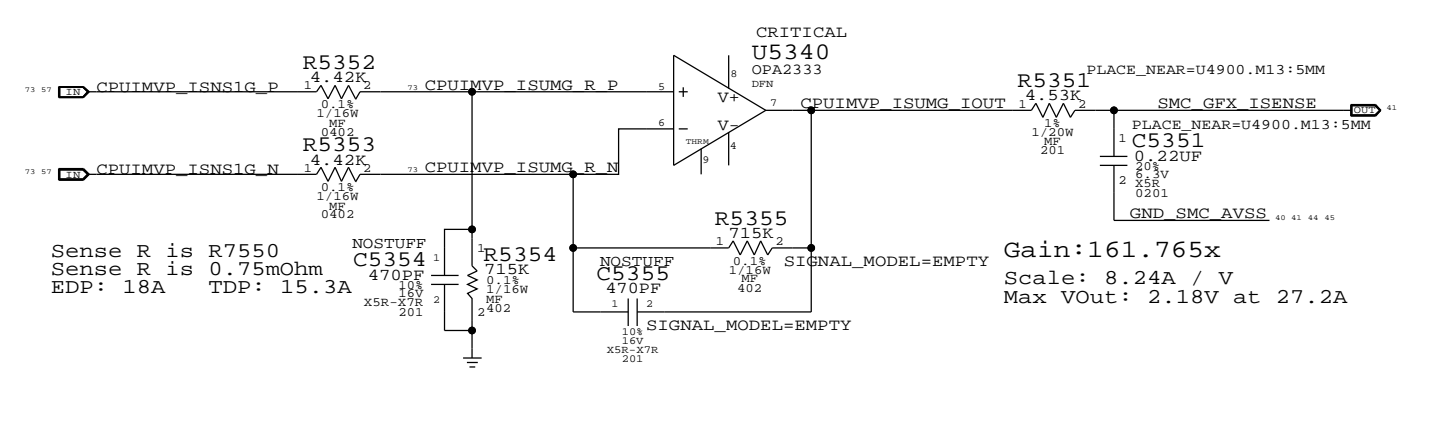 CRITICAL
U5340
OPA2333
DFN
R5352
4.42K
73 57 IN CPUIMVP_ISNS1G_P 1 2 73 CPUIMVP_ISUMG_R_P 5 + 8 V+
0.1%
1/16W
MF
0402
R5351 PLACE_NEAR=U4900.M13:5MM
4.53K
7 CPUIMVP_ISUMG_IOUT 1 2 SMC_GFX_ISENSE OUT 41
1%
1/20W
MF
201
PLACE_NEAR=U4900.M13:5MM
1 C5351
0.22UF
20%
6.3V
2 X5R
0201
GND_SMC_AVSS 40 41 44 45
6 − V− 4
THRM
9
R5353
4.42K
73 57 IN CPUIMVP_ISNS1G_N 1 2 73 CPUIMVP_ISUMG_R_N
0.1%
1/16W
MF
0402
R5355
715K
1 2
0.1%
1/16W
MF
402
SIGNAL_MODEL=EMPTY
Sense R is R7550
Sense R is 0.75mOhm
EDP: 18A TDP: 15.3A
NOSTUFF
C5354 1
470PF
10%
16V
X5R-X7R 2
201
1 R5354
715K
0.1%
1/16W
MF
2 402
NOSTUFF
C5355
470PF
1 2
10%
16V
X5R-X7R
201
SIGNAL_MODEL=EMPTY
Gain:161.765x
Scale: 8.24A / V
Max VOut: 2.18V at 27.2A